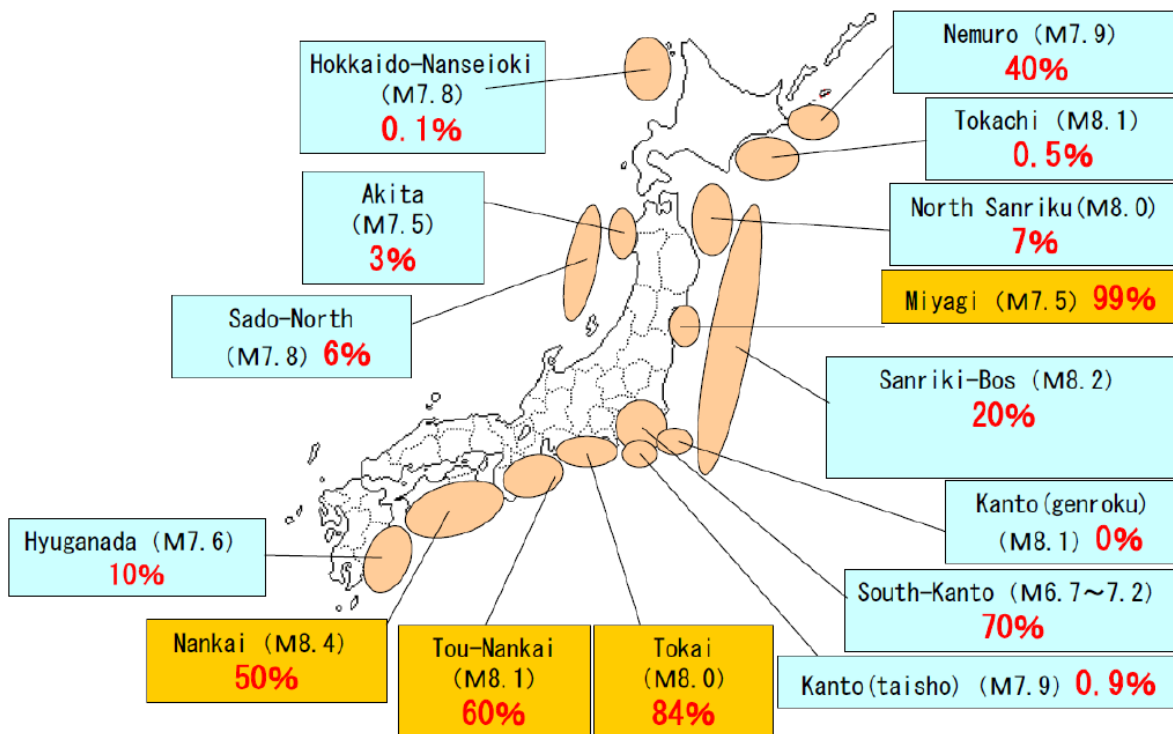 Hokkaido-Nanseioki
(M7.8)
0.1%
Nemuro (M7.9)
40%
Tokachi (M8.1)
0.5%
Akita
(M7.5)
3%
North Sanriku(M8.0)
7%
Miyagi (M7.5) 99%
Sado-North
(M7.8) 6%
Sanriki-Bos (M8.2)
20%
Kanto(genroku)
(M8.1) 0%
Hyuganada (M7.6)
10%
South-Kanto (M6.7～7.2)
70%
Nankai (M8.4)
50%
Tou-Nankai
(M8.1)
60%
Tokai
(M8.0)
84%
Kanto(taisho) (M7.9) 0.9%